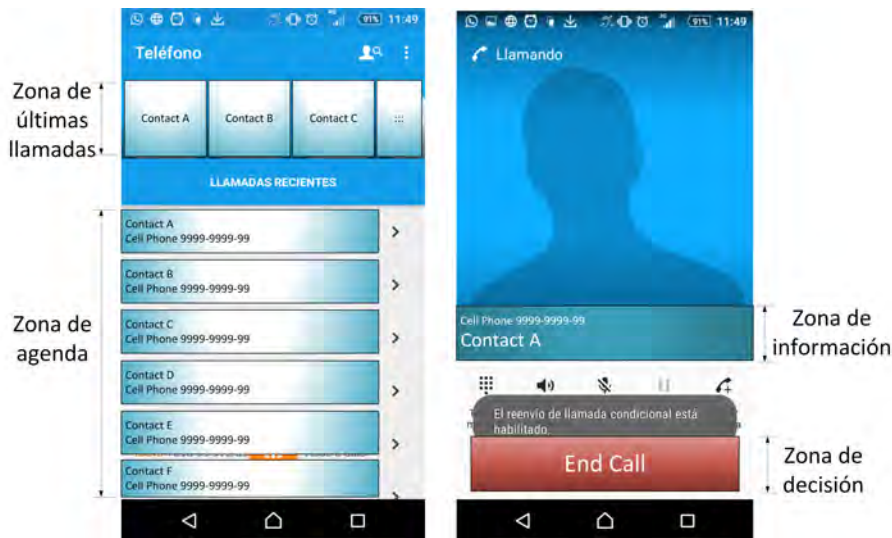 91% 11:49
Teléfono
Zona de
últimas
llamadas
Contact A
Contact B
Contact C
:::
LLAMADAS RECIENTES
Zona de
agenda
Contact A
Cell Phone 9999-9999-99
Contact B
Cell Phone 9999-9999-99
Contact C
Cell Phone 9999-9999-99
Contact D
Cell Phone 9999-9999-99
Contact E
Cell Phone 9999-9999-99
Contact F
Cell Phone 9999-9999-99
4G 91% 11:49
Llamando
Cell Phone 9999-9999-99
Contact A
Zona de
información
El reenvío de llamada condicional está
habilitado.
End Call
Zona de
decisión